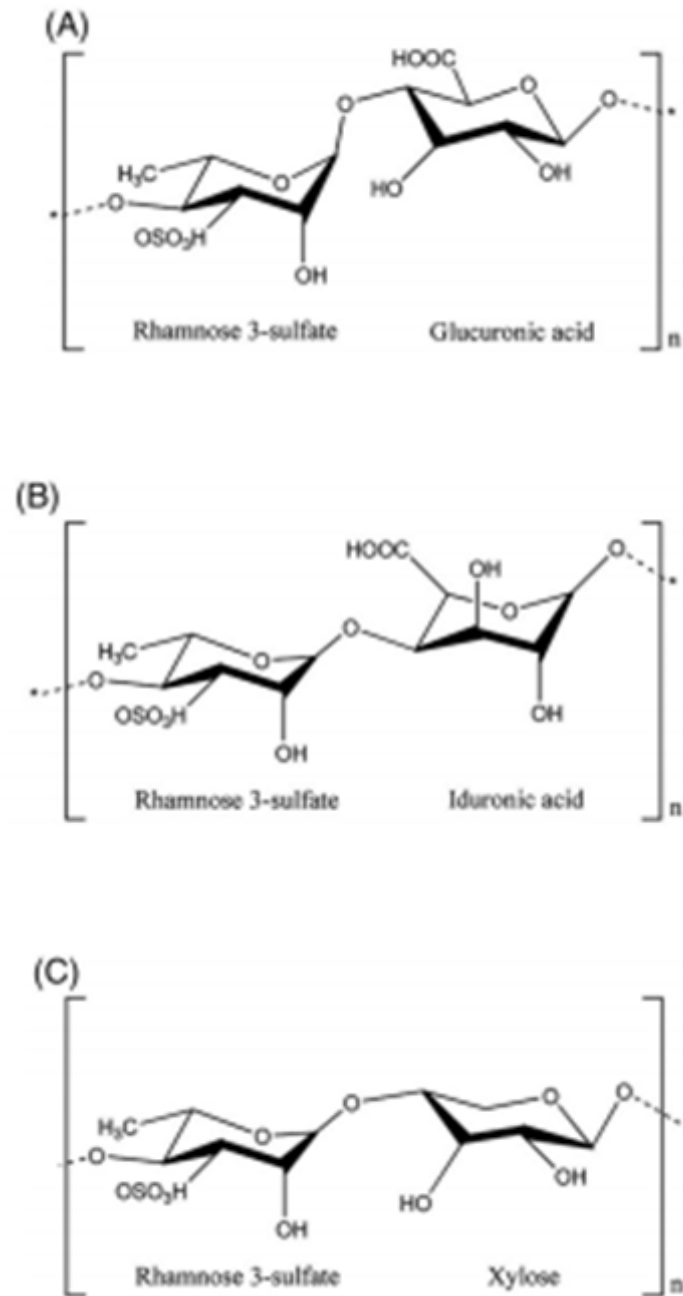 (A)
HOOC
O
O
O
H₃C
O
O
HO
OH
OSO₃H
OH
Rhamnose 3-sulfate
Glucuronic acid
n
(B)
HOOC
OH
O
O
O
H₃C
O
O
OSO₃H
OH
OH
Rhamnose 3-sulfate
Iduronic acid
n
(C)
O
O
O
H₃C
O
O
OSO₃H
HO
OH
OH
Rhamnose 3-sulfate
Xylose
n